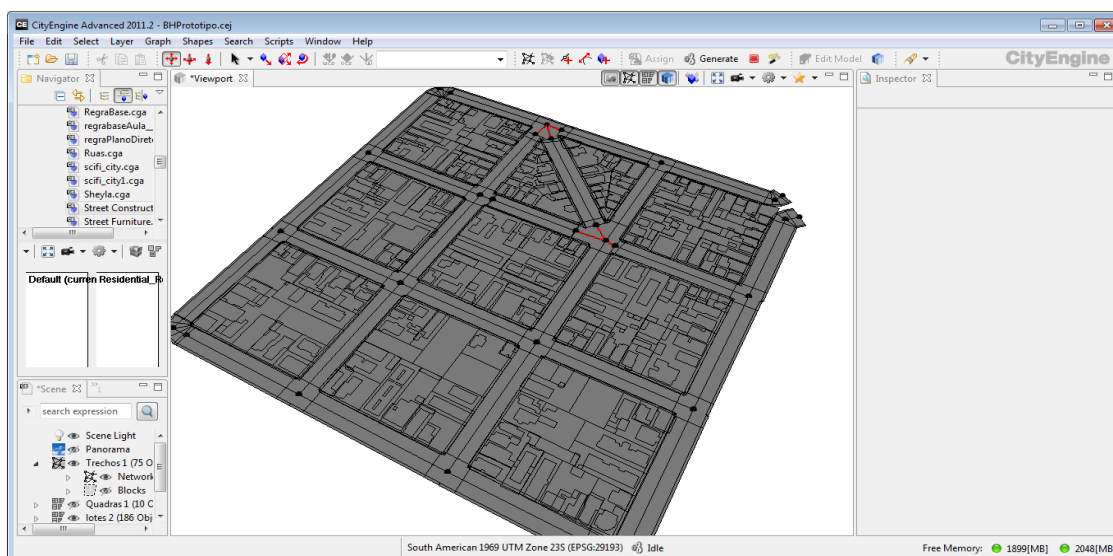 CE CityEngine Advanced 2011.2 - BHPrototipo.cej
File Edit Select Layer Graph Shapes Search Scripts Window Help
Assign Generate Edit Model CityEngine
Navigator *Viewport Inspector
RegraBase.cga
regrabaseAula_
regraPlanoDiret
Ruas.cga
scifi_city.cga
scifi_city1.cga
Sheyla.cga
Street Construct
Street Furniture.
Default (curren Residential_R
*Scene
search expression
Scene Light
Panorama
Trechos 1 (75 O
Network
Blocks
Quadras 1 (10 O
lotes 2 (186 Obj
South American 1969 UTM Zone 23S (EPSG:29193) Idle Free Memory: 1899[MB] 2048[MB